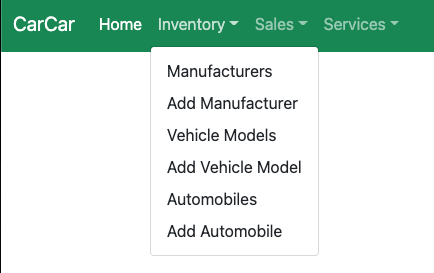 CarCar Home Inventory Sales Services
Manufacturers
Add Manufacturer
Vehicle Models
Add Vehicle Model
Automobiles
Add Automobile